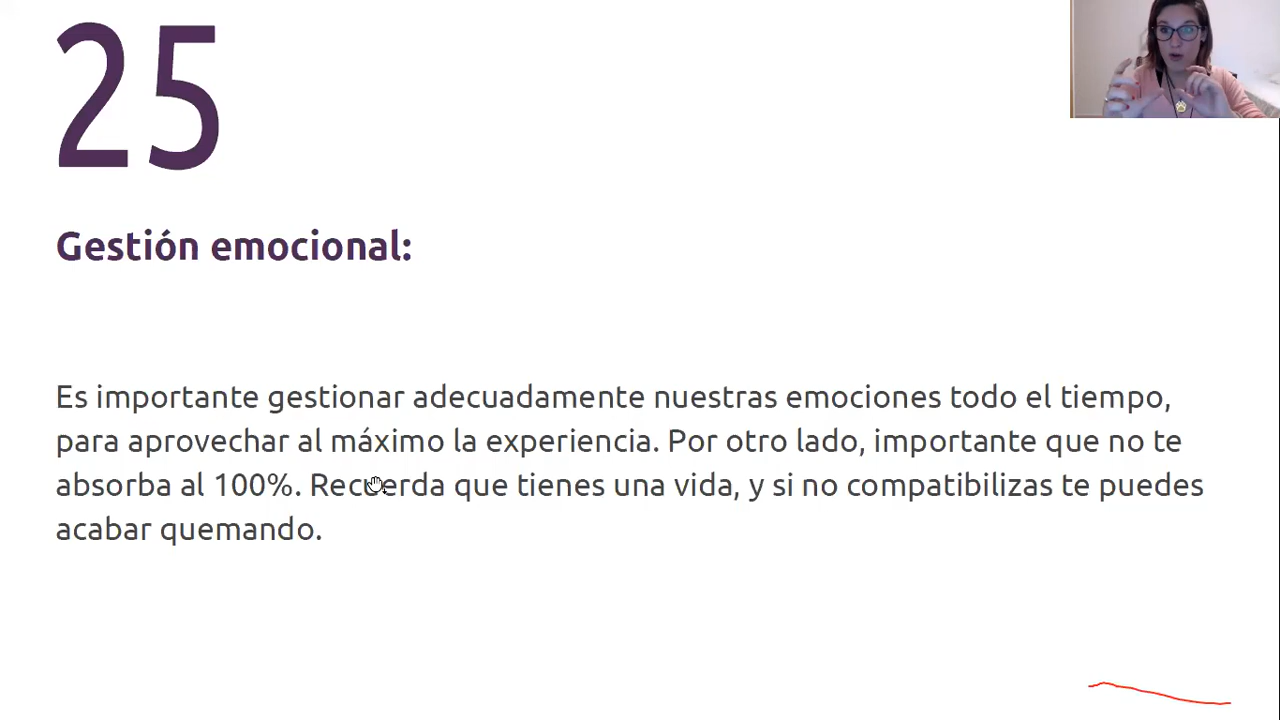 25
Gestión emocional:
Es importante gestionar adecuadamente nuestras emociones todo el tiempo,
para aprovechar al máximo la experiencia. Por otro lado, importante que no te
absorba al 100%. Recuerda que tienes una vida, y si no compatibilizas te puedes
acabar quemando.